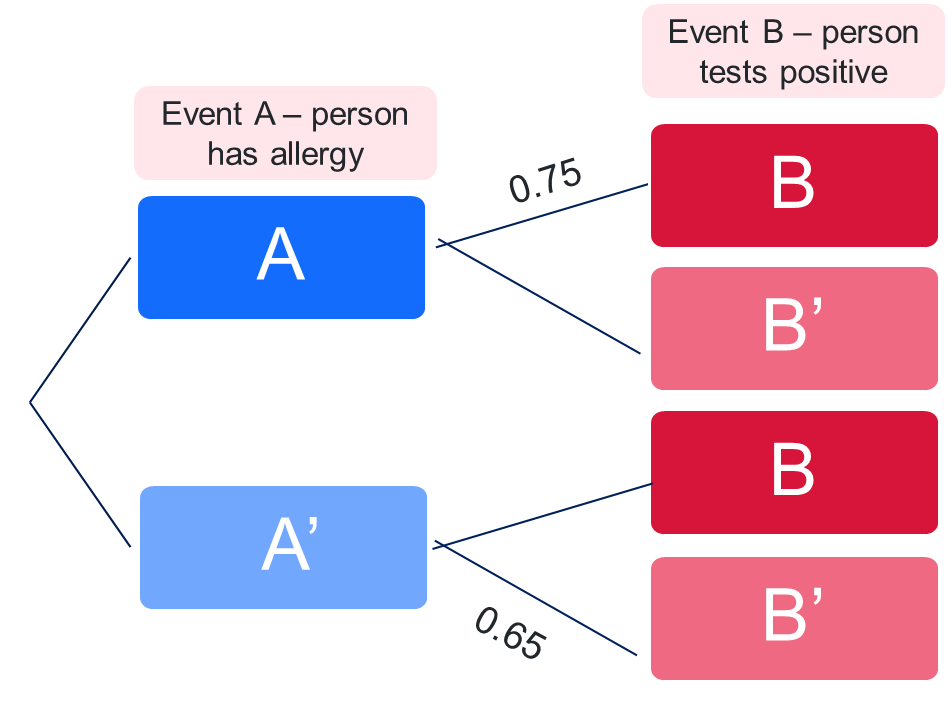 Event B – person
tests positive
Event A – person
has allergy
0.75
B
A
B’
B
A’
B’
0.65